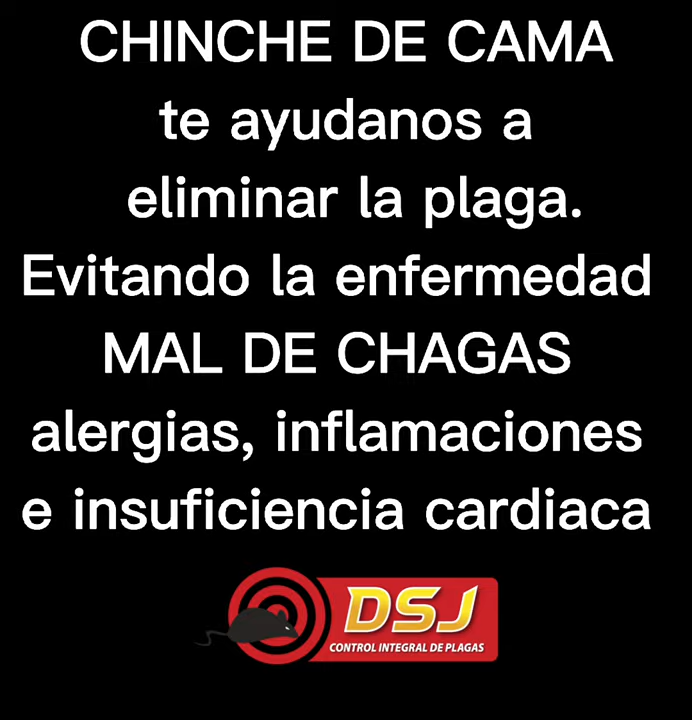 CHINCHE DE CAMA
te ayudanos a
eliminar la plaga.
Evitando la enfermedad
MAL DE CHAGAS
alergias, inflamaciones
e insuficiencia cardiaca
DSJ
CONTROL INTEGRAL DE PLAGAS